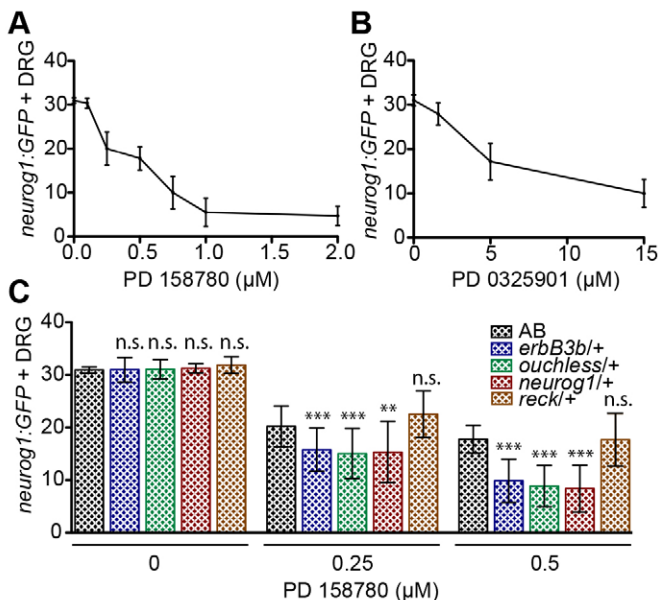 A
neurog1:GFP + DRG
40
30
20
10
0
0.0 0.5 1.0 1.5 2.0
PD 158780 (μM)
B
neurog1:GFP + DRG
40
30
20
10
0
0 5 10 15
PD 0325901 (μM)
C
neurog1:GFP + DRG
40
30
20
10
0
n.s. n.s. n.s. n.s.
*** *** ** n.s.
*** *** *** n.s.
AB
erbB3b/+
ouchless/+
neurog1/+
reck/+
0 0.25 0.5
PD 158780 (μM)